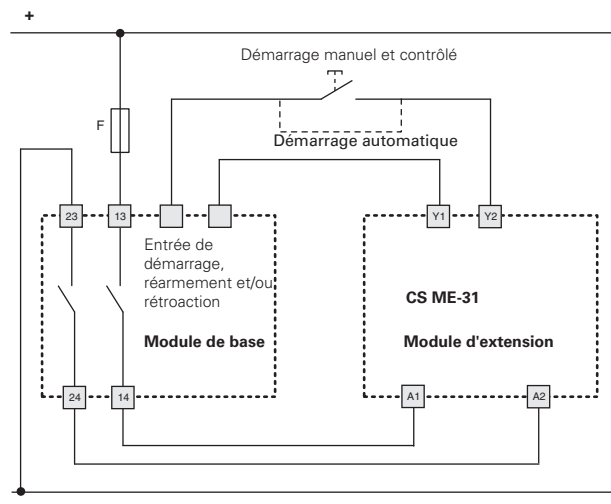 +
Démarrage manuel et contrôlé
F
Démarrage automatique
23
13
Y1
Y2
Entrée de
démarrage,
réarmement et/ou
rétroaction
CS ME-31
Module de base
Module d'extension
24
14
A1
A2